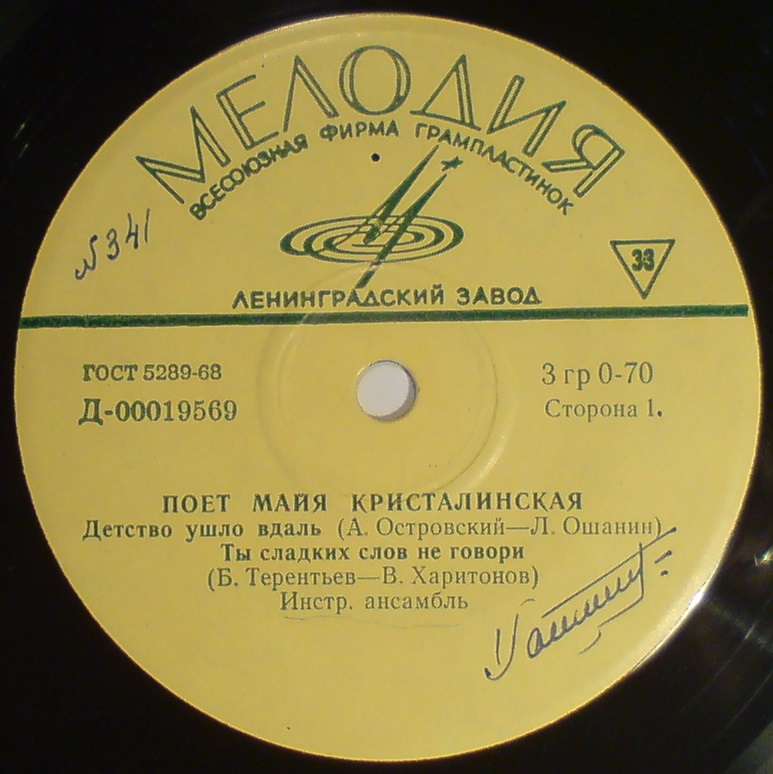 МЕЛОДИЯ
ВСЕСОЮЗНАЯ ФИРМА ГРАМПЛАСТИНОК
№341
33
ЛЕНИНГРАДСКИЙ ЗАВОД
ГОСТ 5289-68
3 гр 0-70
Д-00019569
Сторона 1.
ПОЕТ МАЙЯ КРИСТАЛИНСКАЯ
Детство ушло вдаль (А. Островский—Л. Ошанин)
Ты сладких слов не говори
(Б. Терентьев—В. Харитонов)
Инстр. ансамбль